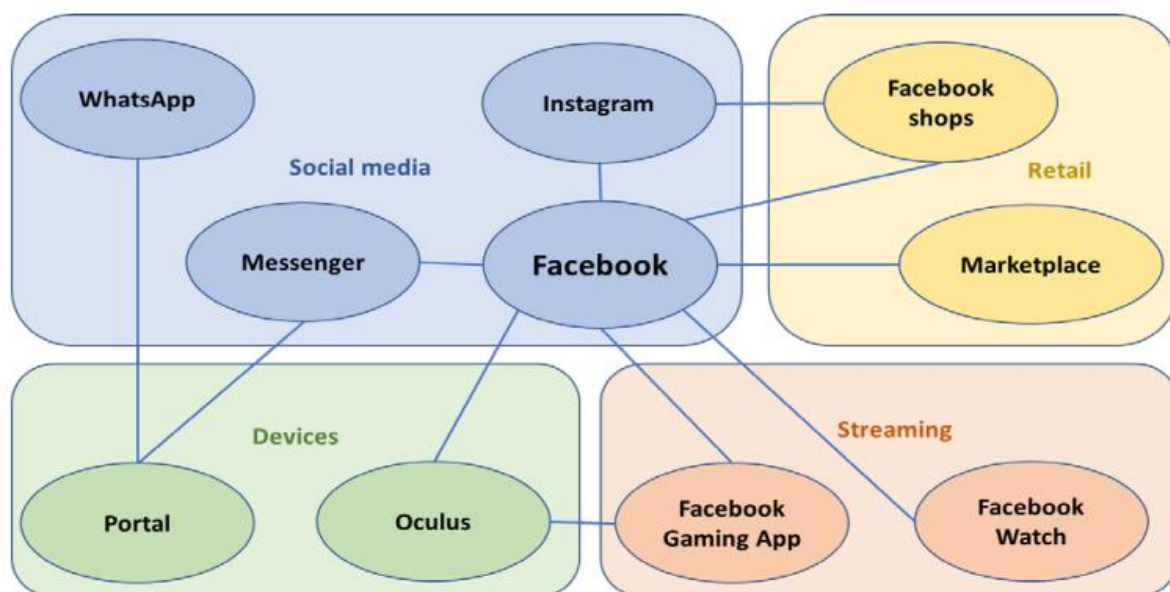 WhatsApp
Instagram
Facebook
shops
Social media
Retail
Messenger
Facebook
Marketplace
Devices
Streaming
Portal
Oculus
Facebook
Gaming App
Facebook
Watch